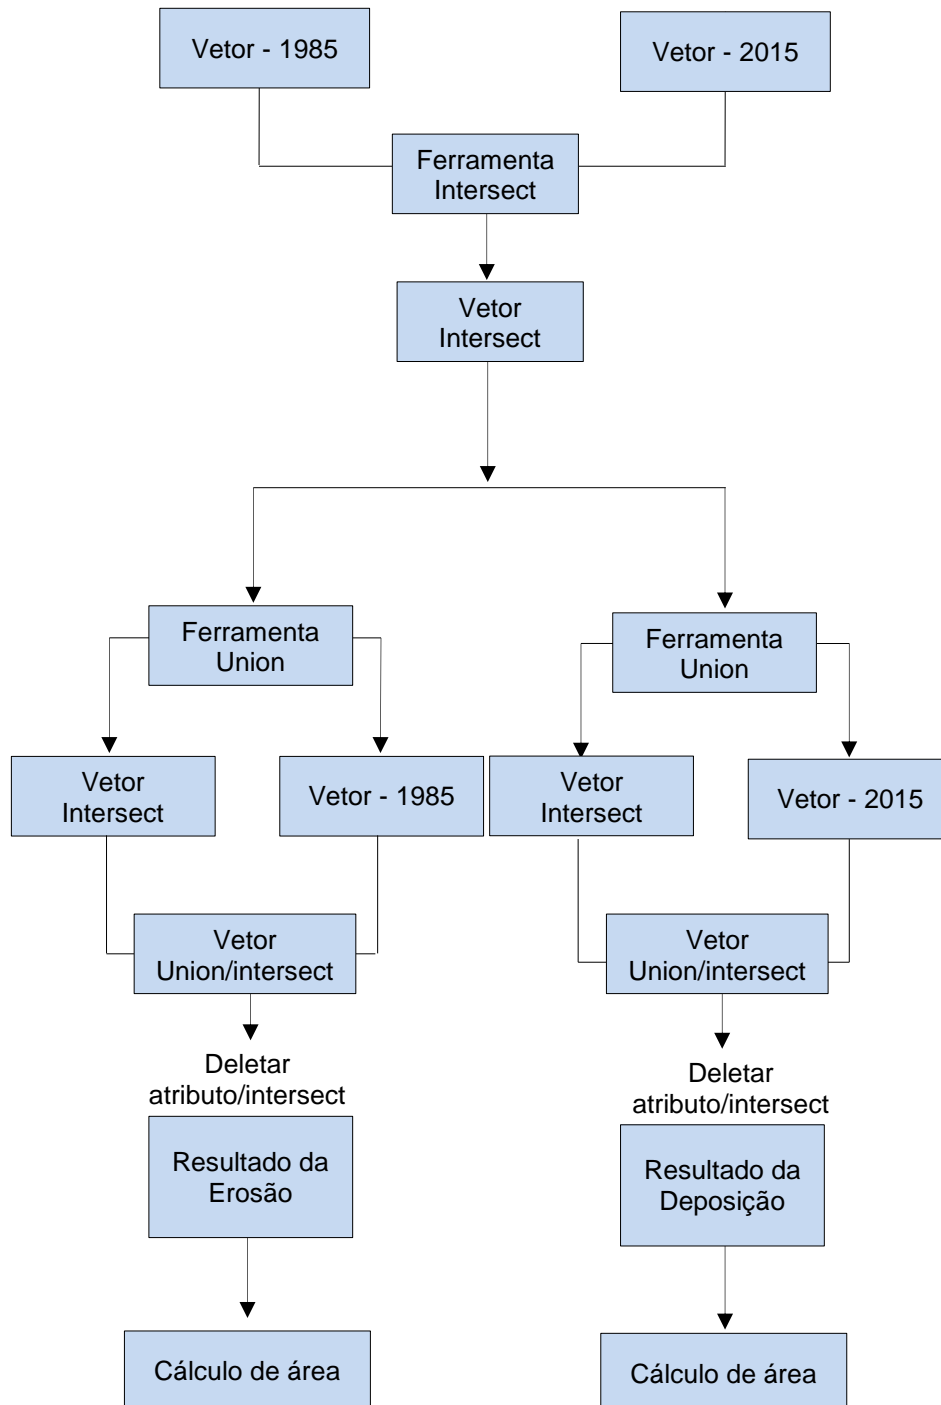 Vetor - 1985
Vetor - 2015
Ferramenta
Intersect
Vetor
Intersect
Ferramenta
Union
Ferramenta
Union
Vetor
Intersect
Vetor - 1985
Vetor
Intersect
Vetor - 2015
Vetor
Union/intersect
Vetor
Union/intersect
Deletar
atributo/intersect
Deletar
atributo/intersect
Resultado da
Erosão
Resultado da
Deposição
Cálculo de área
Cálculo de área